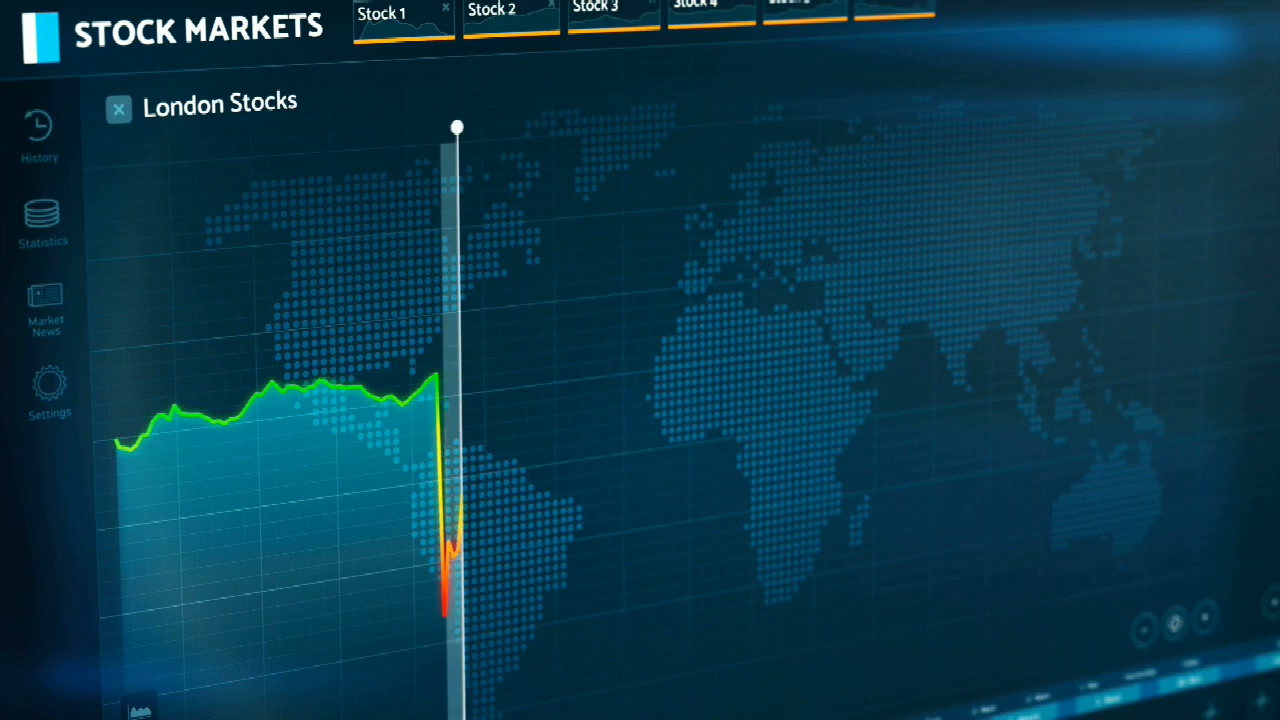 STOCK MARKETS
Stock 1
Stock 2
Stock 3
Stock 4
London Stocks
History
Statistics
Market
News
Settings